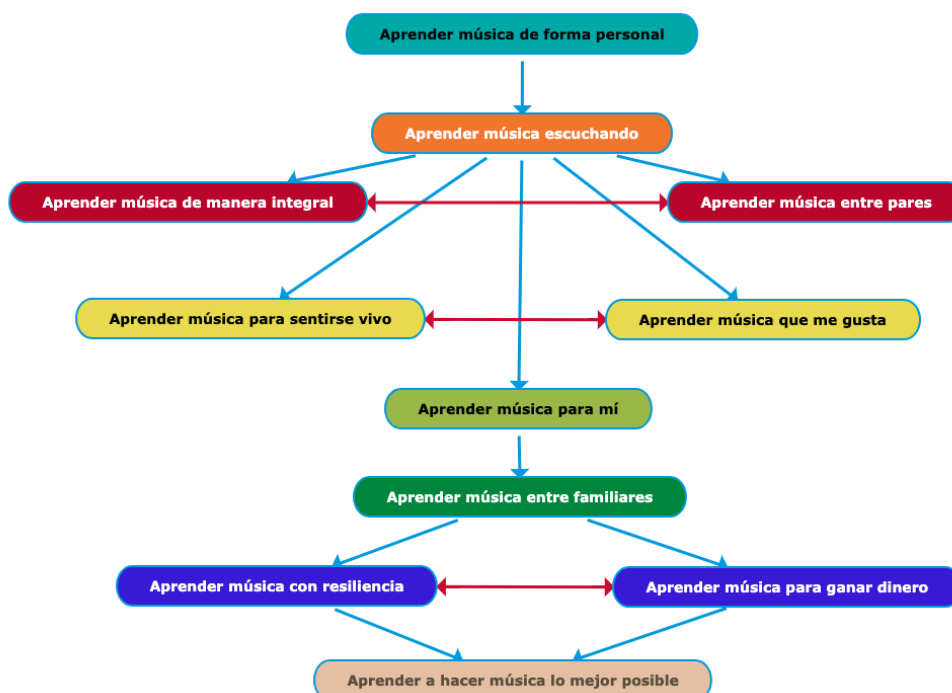 Aprender música de forma personal
Aprender música escuchando
Aprender música de manera integral
Aprender música entre pares
Aprender música para sentirse vivo
Aprender música que me gusta
Aprender música para mí
Aprender música entre familiares
Aprender música con resiliencia
Aprender música para ganar dinero
Aprender a hacer música lo mejor posible